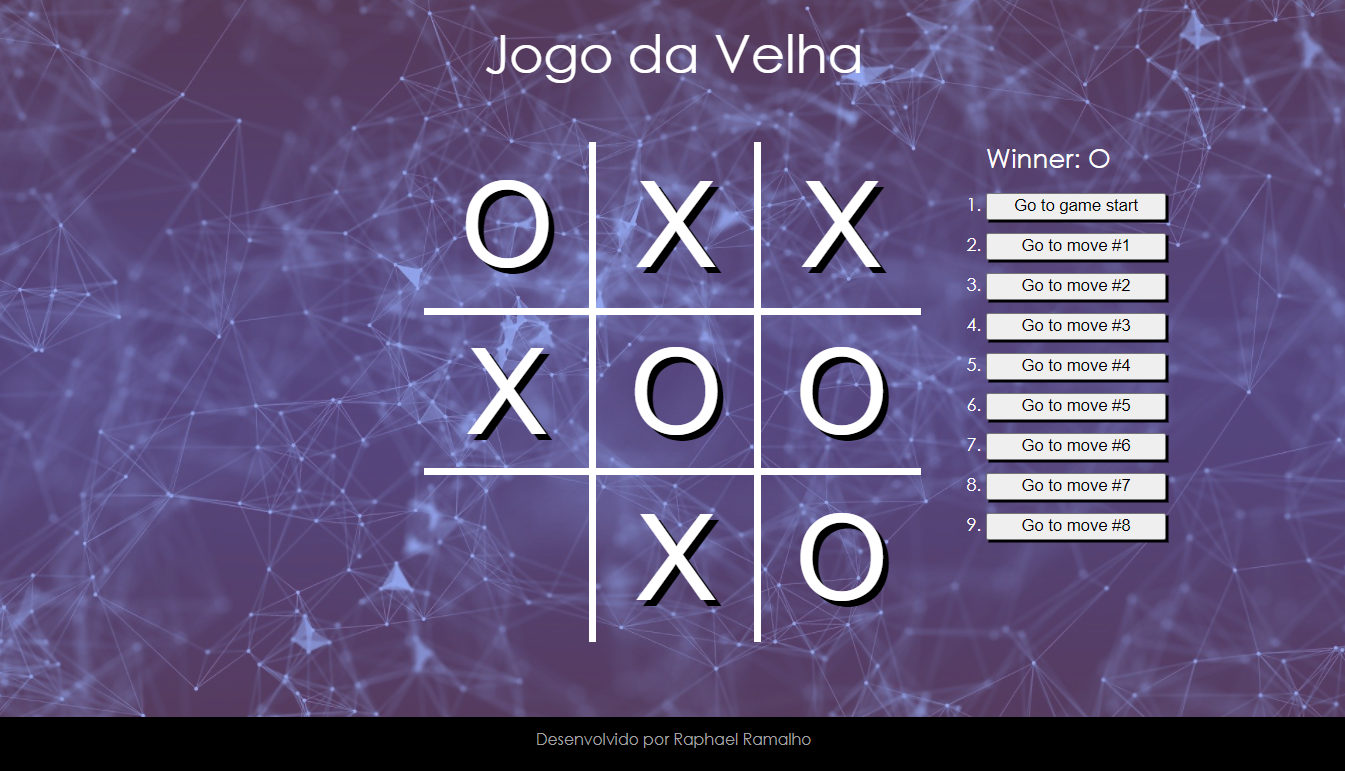 Jogo da Velha
O X X
X O O
X O
Winner: O
1. Go to game start
2. Go to move #1
3. Go to move #2
4. Go to move #3
5. Go to move #4
6. Go to move #5
7. Go to move #6
8. Go to move #7
9. Go to move #8
Desenvolvido por Raphael Ramalho